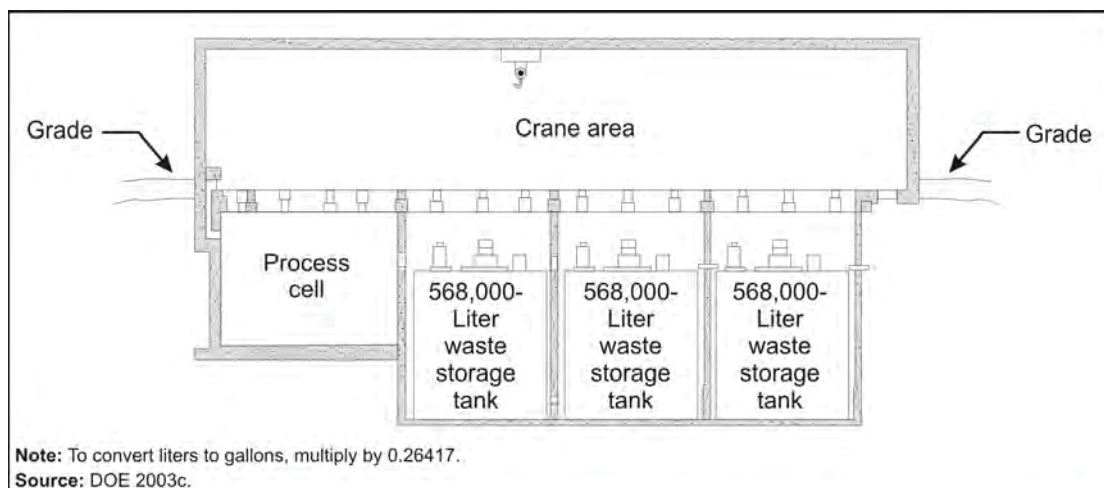 Crane area
Grade
Grade
Process
cell
568,000-
Liter
waste
storage
tank
568,000-
Liter
waste
storage
tank
568,000-
Liter
waste
storage
tank
Note: To convert liters to gallons, multiply by 0.26417.
Source: DOE 2003c.